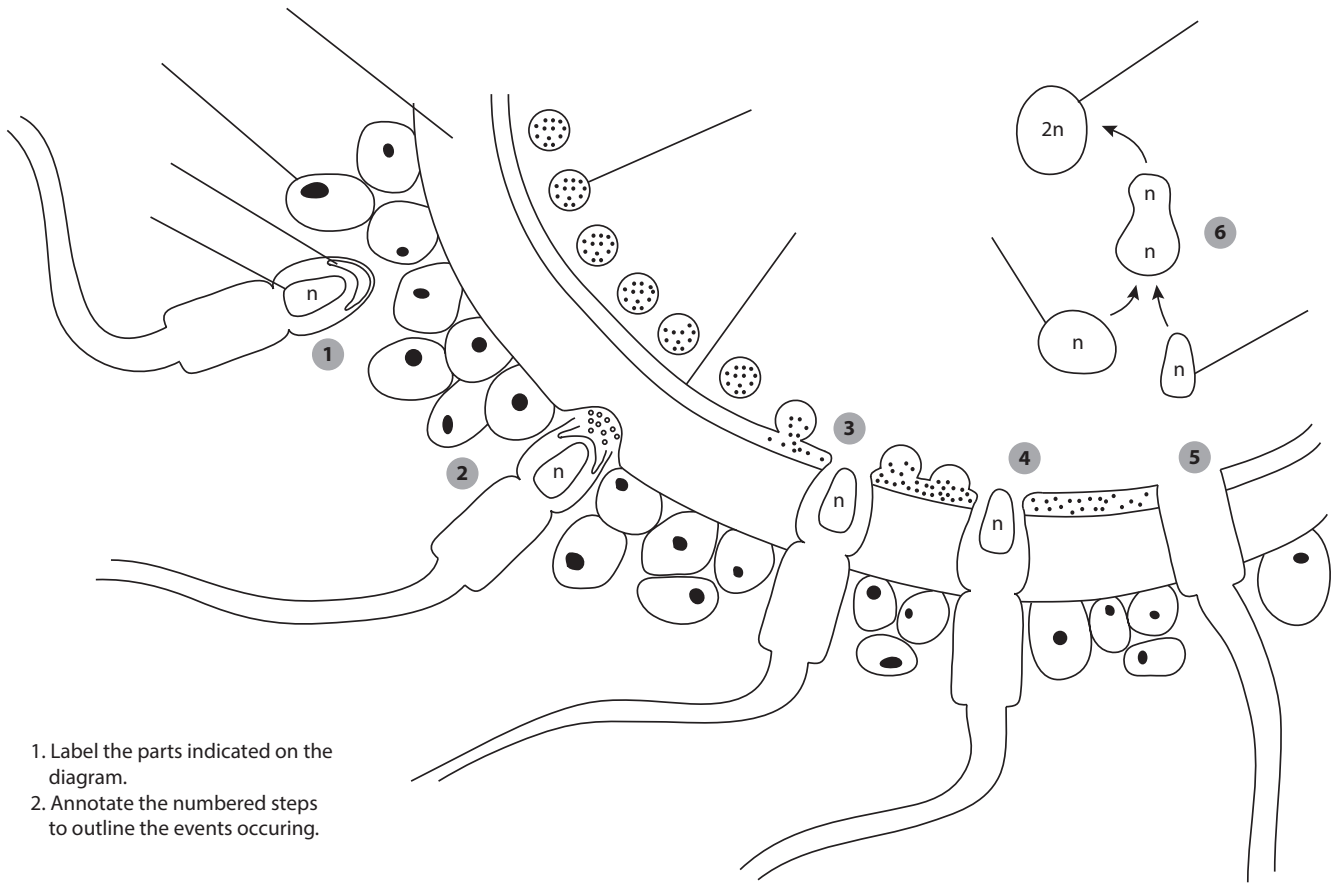 2n
n
6
n
n
n
n
1
3
n
2
n
4
n
5
n
1. Label the parts indicated on the
diagram.
2. Annotate the numbered steps
to outline the events occuring.